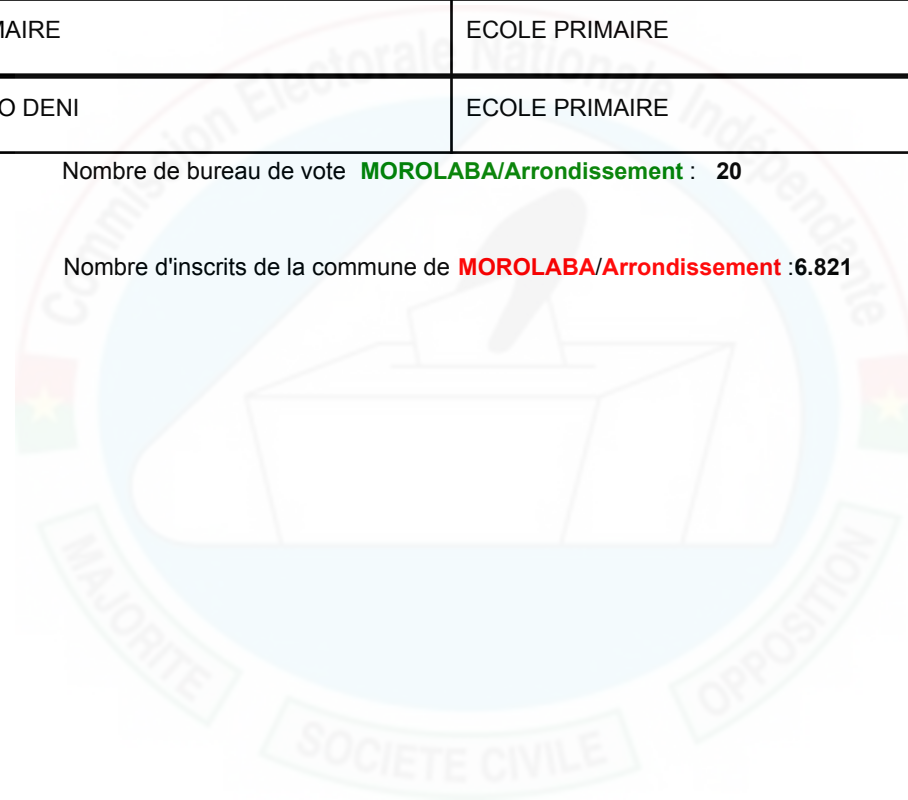 MAIRE ECOLE PRIMAIRE
O DENI ECOLE PRIMAIRE
Nombre de bureau de vote MOROLABA/Arrondissement : 20
Nombre d'inscrits de la commune de MOROLABA/Arrondissement :6.821
Commission Electorale Nationale Indépendante
MAJORITE
SOCIETE CIVILE
OPPOSITION